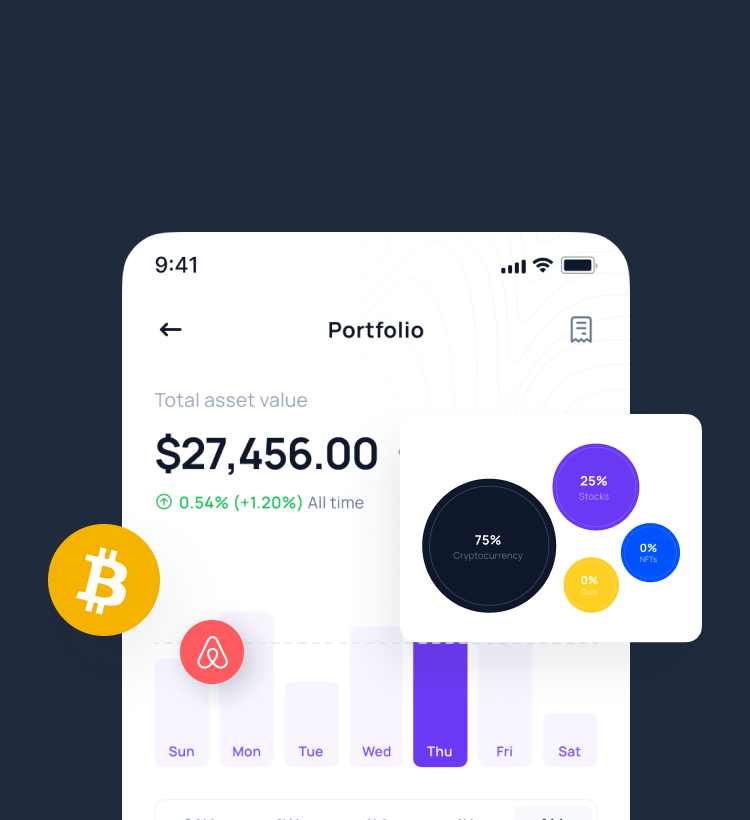 9:41
Portfolio
Total asset value
$27,456.00
0.54% (+1.20%) All time
25%
Stocks
75%
Cryptocurrency
0%
NFTs
0%
Gold
Sun Mon Tue Wed Thu Fri Sat